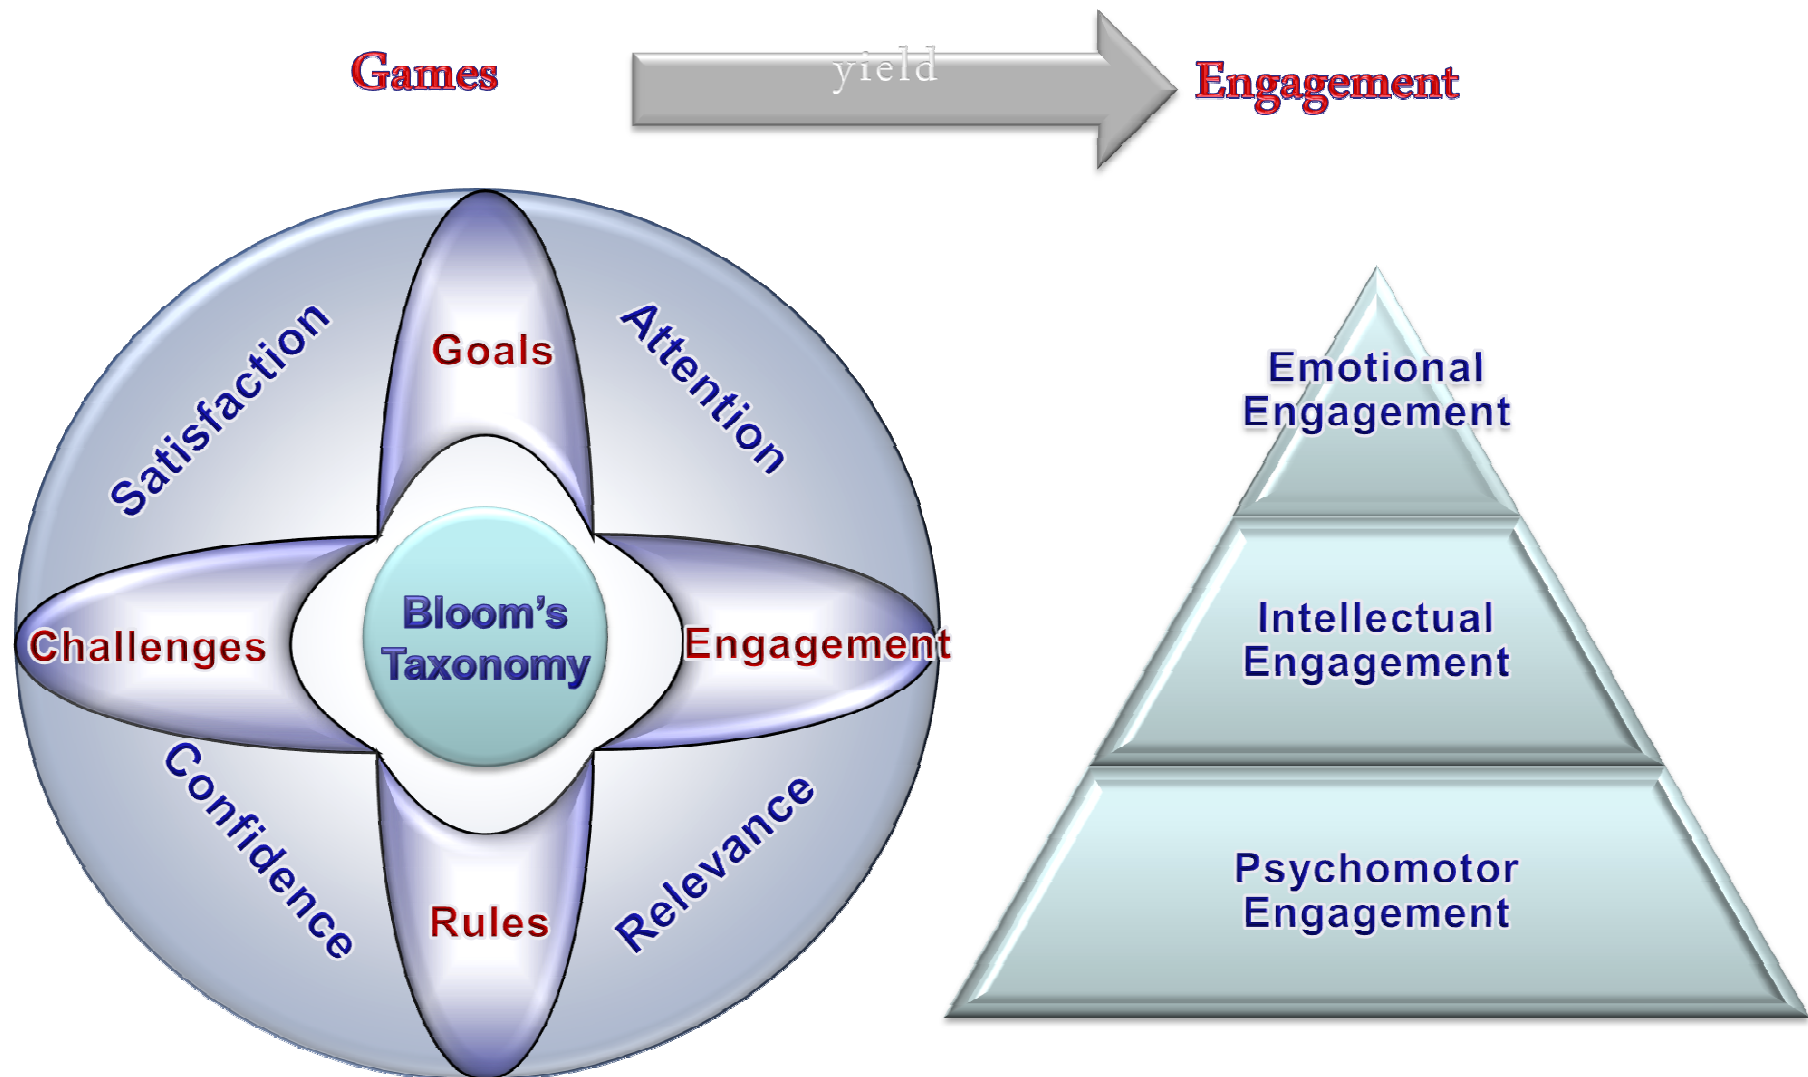 Games
yield
Engagement
Satisfaction
Goals
Attention
Challenges
Bloom's
Taxonomy
Engagement
Confidence
Rules
Relevance
Emotional
Engagement
Intellectual
Engagement
Psychomotor
Engagement